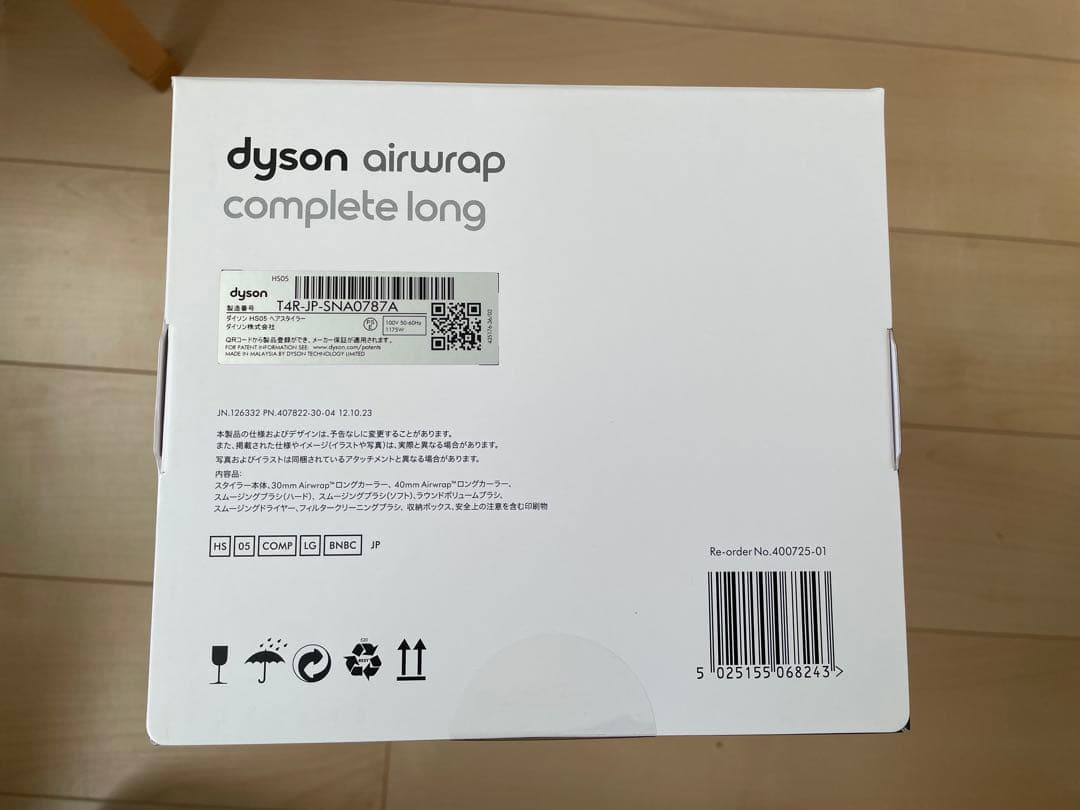 dyson airwrap
complete long
HS05
dyson
製造番号 T4R-JP-SNA0787A
ダイソン HS05 ヘアスタイラー
ダイソン株式会社
PS
E
100V 50-60Hz
1175W
QRコードから製品登録ができ、メーカー保証が適用されます。
FOR PATENT INFORMATION SEE: www.dyson.com/patents
MADE IN MALAYSIA BY DYSON TECHNOLOGY LIMITED
JN.126332 PN.407822-30-04 12.10.23
本製品の仕様およびデザインは、予告なしに変更することがあります。
また、掲載された仕様やイメージ(イラストや写真)は、実際と異なる場合があります。
写真およびイラストは同梱されているアタッチメントと異なる場合があります。
内容品:
スタイラー本体、30mm Airwrap™ロングカーラー、 40mm Airwrap™ロングカーラー、
スムージングブラシ(ハード)、スムージングブラシ(ソフト)、ラウンドボリュームブラシ、
スムージングドライヤー、フィルタークリーニングブラシ、 収納ボックス、安全上の注意を含む印刷物
HS 05 COMP LG BNBC JP
Re-order No.400725-01
5 025155 068243 >